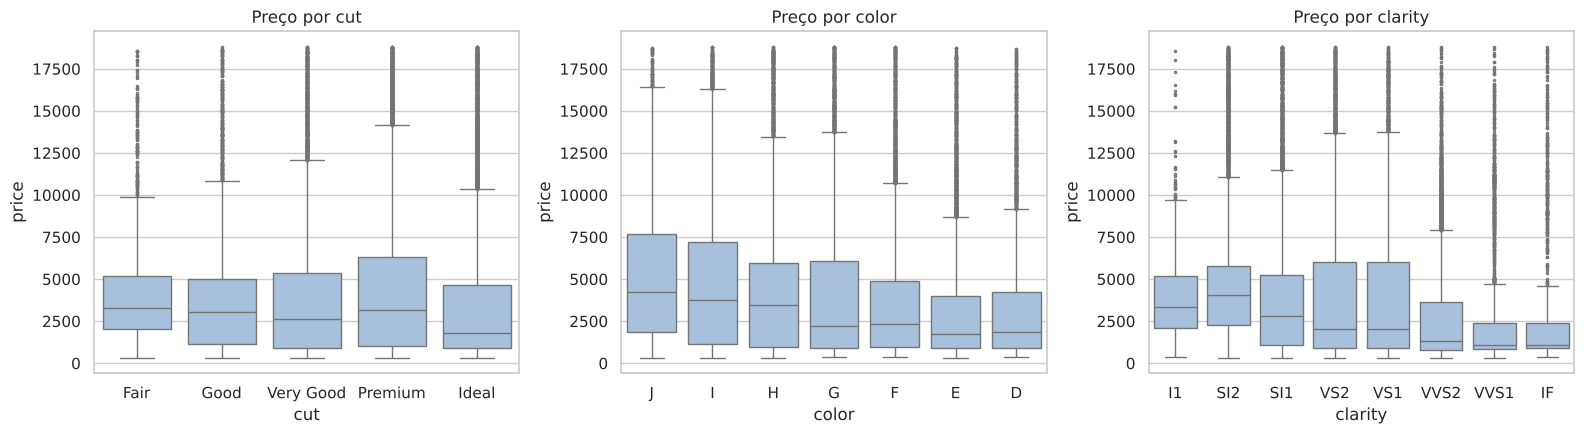 Preço por cut
price
17500
15000
12500
10000
7500
5000
2500
0
Fair Good Very Good Premium Ideal
cut
Preço por color
price
17500
15000
12500
10000
7500
5000
2500
0
J I H G F E D
color
Preço por clarity
price
17500
15000
12500
10000
7500
5000
2500
0
I1 SI2 SI1 VS2 VS1 VVS2 VVS1 IF
clarity